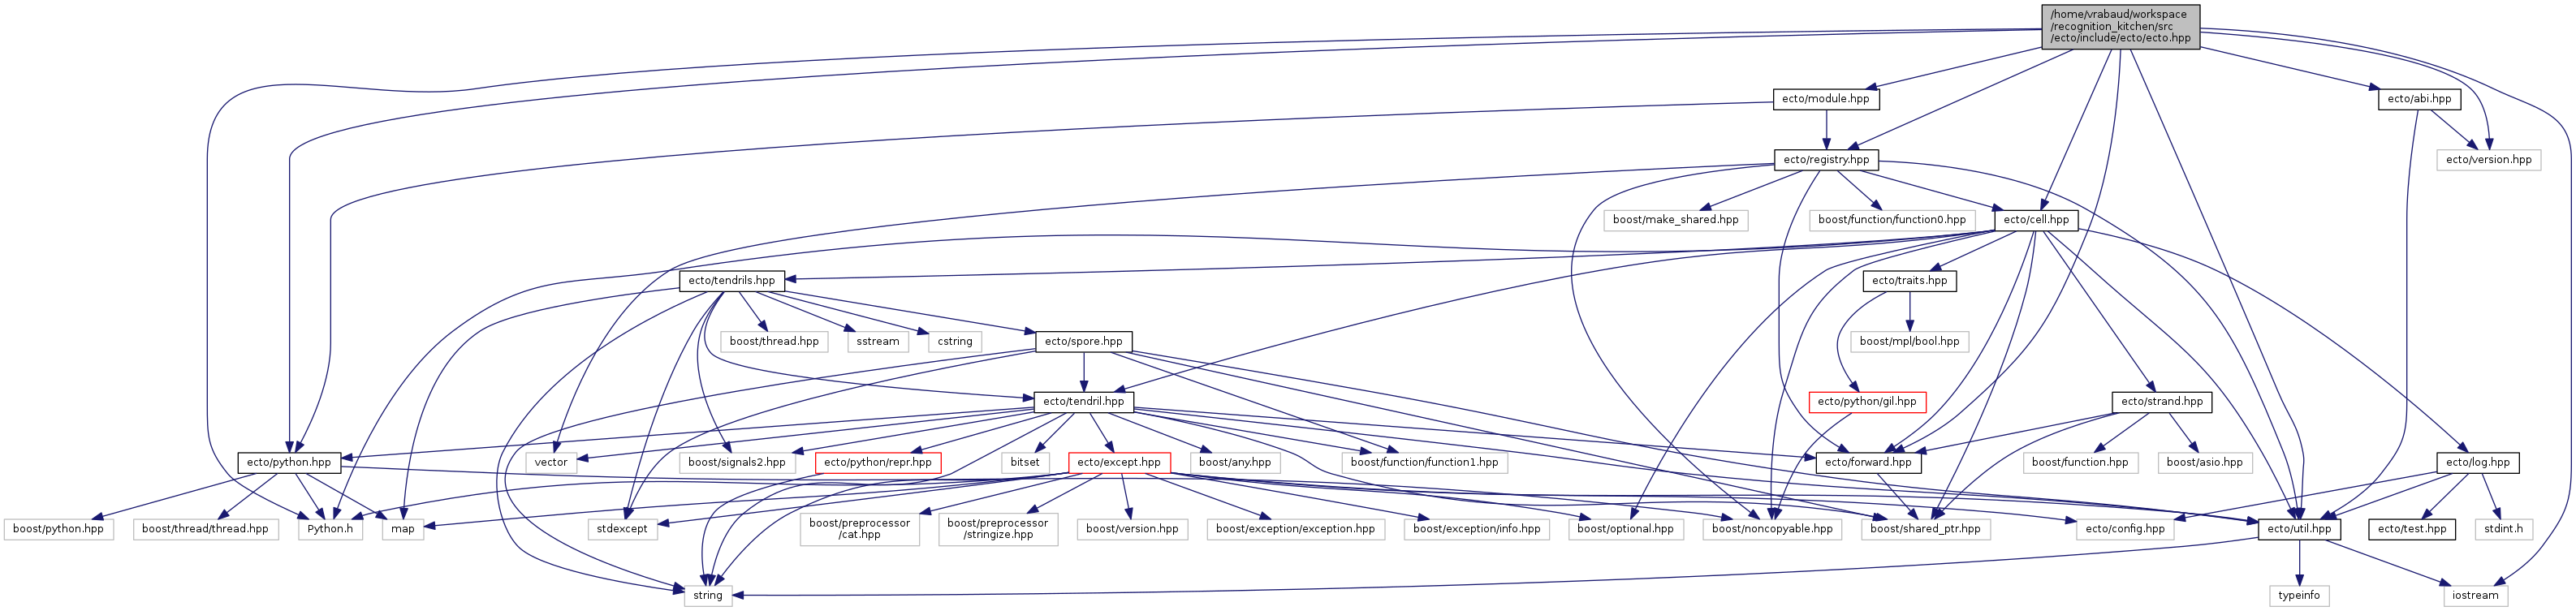 /home/vrabaud/workspace
/recognition_kitchen/src
/ecto/include/ecto/ecto.hpp
ecto/module.hpp
ecto/abi.hpp
ecto/registry.hpp
ecto/version.hpp
boost/make_shared.hpp
boost/function/function0.hpp
ecto/cell.hpp
ecto/tendrils.hpp
ecto/traits.hpp
boost/thread.hpp
sstream
cstring
ecto/spore.hpp
boost/mpl/bool.hpp
ecto/tendril.hpp
ecto/python/gil.hpp
ecto/strand.hpp
ecto/python.hpp
vector
boost/signals2.hpp
ecto/python/repr.hpp
bitset
ecto/except.hpp
boost/any.hpp
boost/function/function1.hpp
ecto/forward.hpp
boost/function.hpp
boost/asio.hpp
ecto/log.hpp
boost/python.hpp
boost/thread/thread.hpp
Python.h
map
stdexcept
boost/preprocessor
/cat.hpp
boost/preprocessor
/stringize.hpp
boost/version.hpp
boost/exception/exception.hpp
boost/exception/info.hpp
boost/optional.hpp
boost/noncopyable.hpp
boost/shared_ptr.hpp
ecto/config.hpp
ecto/util.hpp
ecto/test.hpp
stdint.h
string
typeinfo
iostream